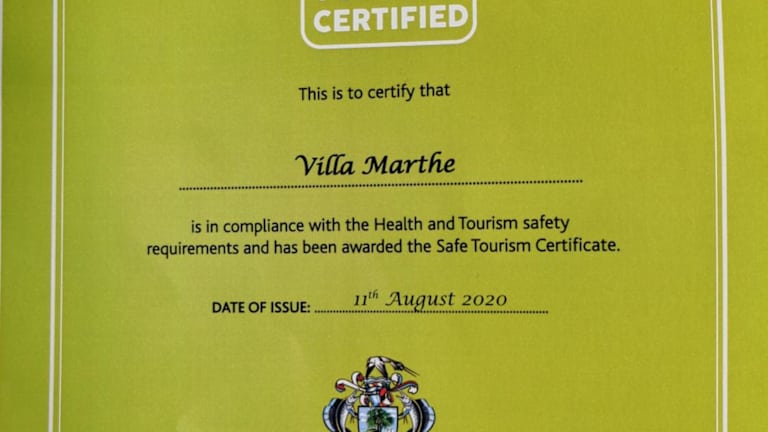 CERTIFIED
This is to certify that
Villa Marthe
is in compliance with the Health and Tourism safety
requirements and has been awarded the Safe Tourism Certificate.
DATE OF ISSUE: 11th August 2020